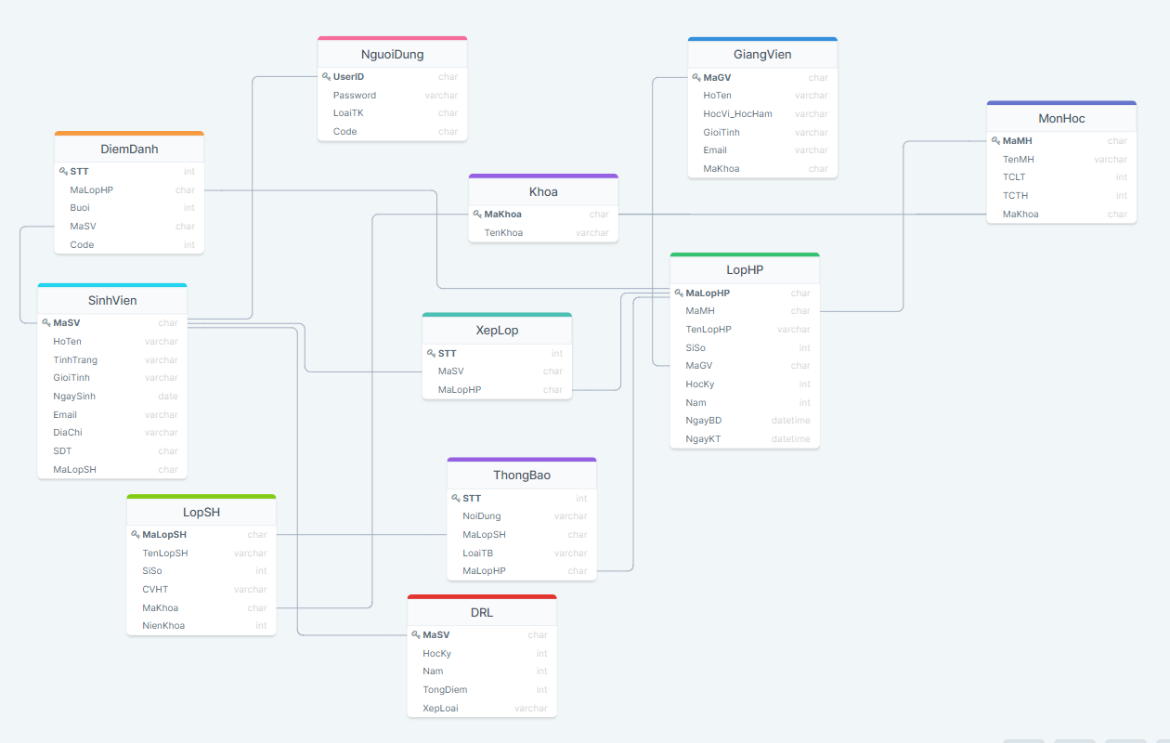 NguoiDung
UserID char
Password varchar
LoaiTK char
Code char
GiangVien
MaGV char
HoTen varchar
HocVi_HocHam varchar
GioiTinh varchar
Email varchar
MaKhoa char
MonHoc
MaMH char
TenMH varchar
TCLT int
TCTH int
MaKhoa char
DiemDanh
STT int
MaLopHP char
Buoi int
MaSV char
Code int
Khoa
MaKhoa char
TenKhoa varchar
LopHP
MaLopHP char
MaMH char
TenLopHP varchar
SiSo int
MaGV char
HocKy int
Nam int
NgayBD datetime
NgayKT datetime
SinhVien
MaSV char
HoTen varchar
TinhTrang varchar
GioiTinh varchar
NgaySinh date
Email varchar
DiaChi varchar
SDT char
MaLopSH char
XepLop
STT int
MaSV char
MaLopHP char
ThongBao
STT int
NoiDung varchar
MaLopSH char
LoaiTB varchar
MaLopHP char
LopSH
MaLopSH char
TenLopSH varchar
SiSo int
CVHT varchar
MaKhoa char
NienKhoa int
DRL
MaSV char
HocKy int
Nam int
TongDiem int
XepLoai varchar